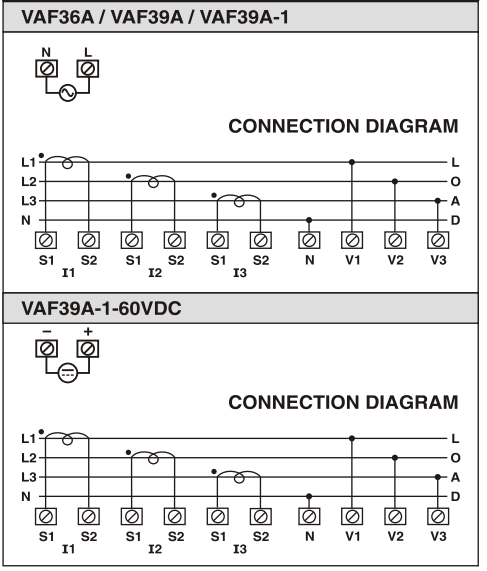 VAF36A / VAF39A / VAF39A-1
N L
CONNECTION DIAGRAM
L1 L
L2 O
L3 A
N D
S1 S2 S1 S2 S1 S2 N V1 V2 V3
I1 I2 I3
VAF39A-1-60VDC
− +
CONNECTION DIAGRAM
L1 L
L2 O
L3 A
N D
S1 S2 S1 S2 S1 S2 N V1 V2 V3
I1 I2 I3